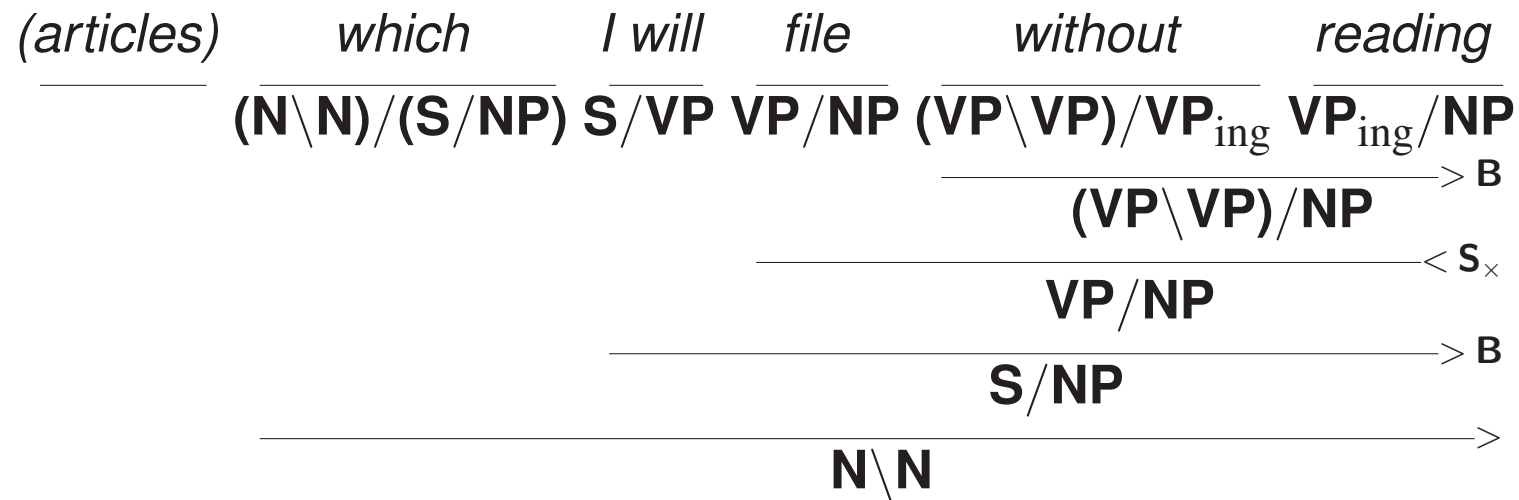 (articles) which I will file without reading
(N\N)/(S/NP) S/VP VP/NP (VP\VP)/VPing VPing/NP
> B
(VP\VP)/NP
< S×
VP/NP
> B
S/NP
>
N\N